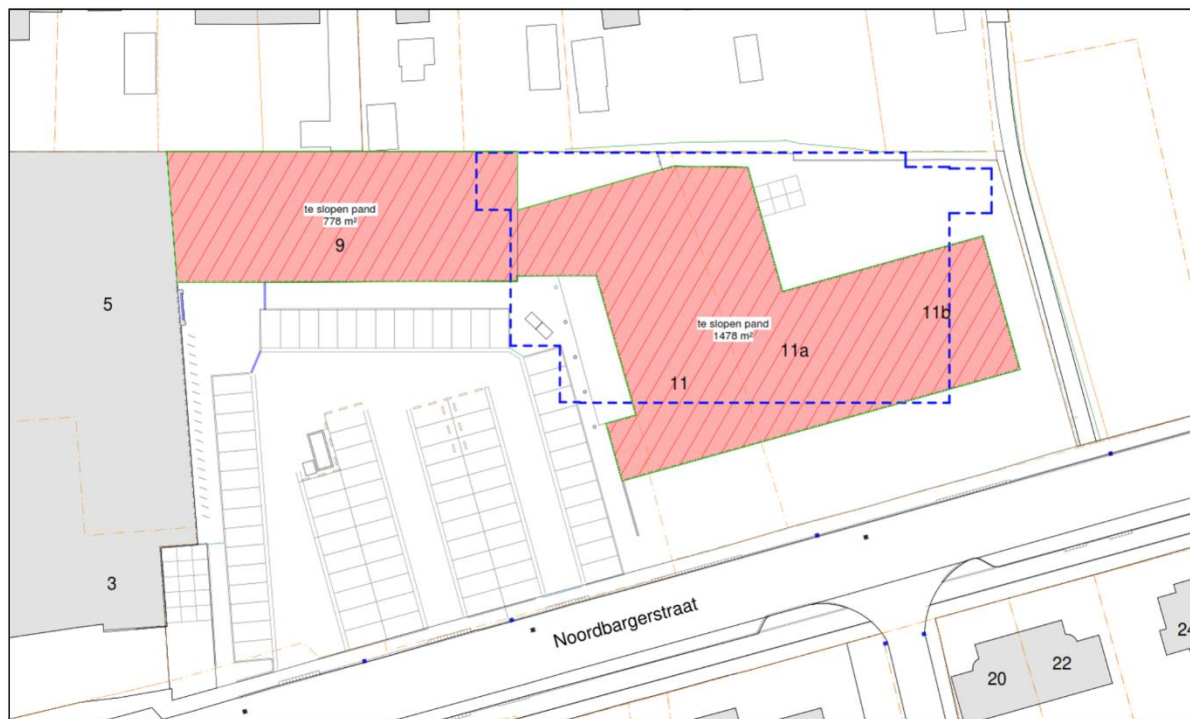 te slopen pand
778 m²
9
5
te slopen pand
1478 m²
11b
11a
11
3
Noordbargerstraat
20
22
24